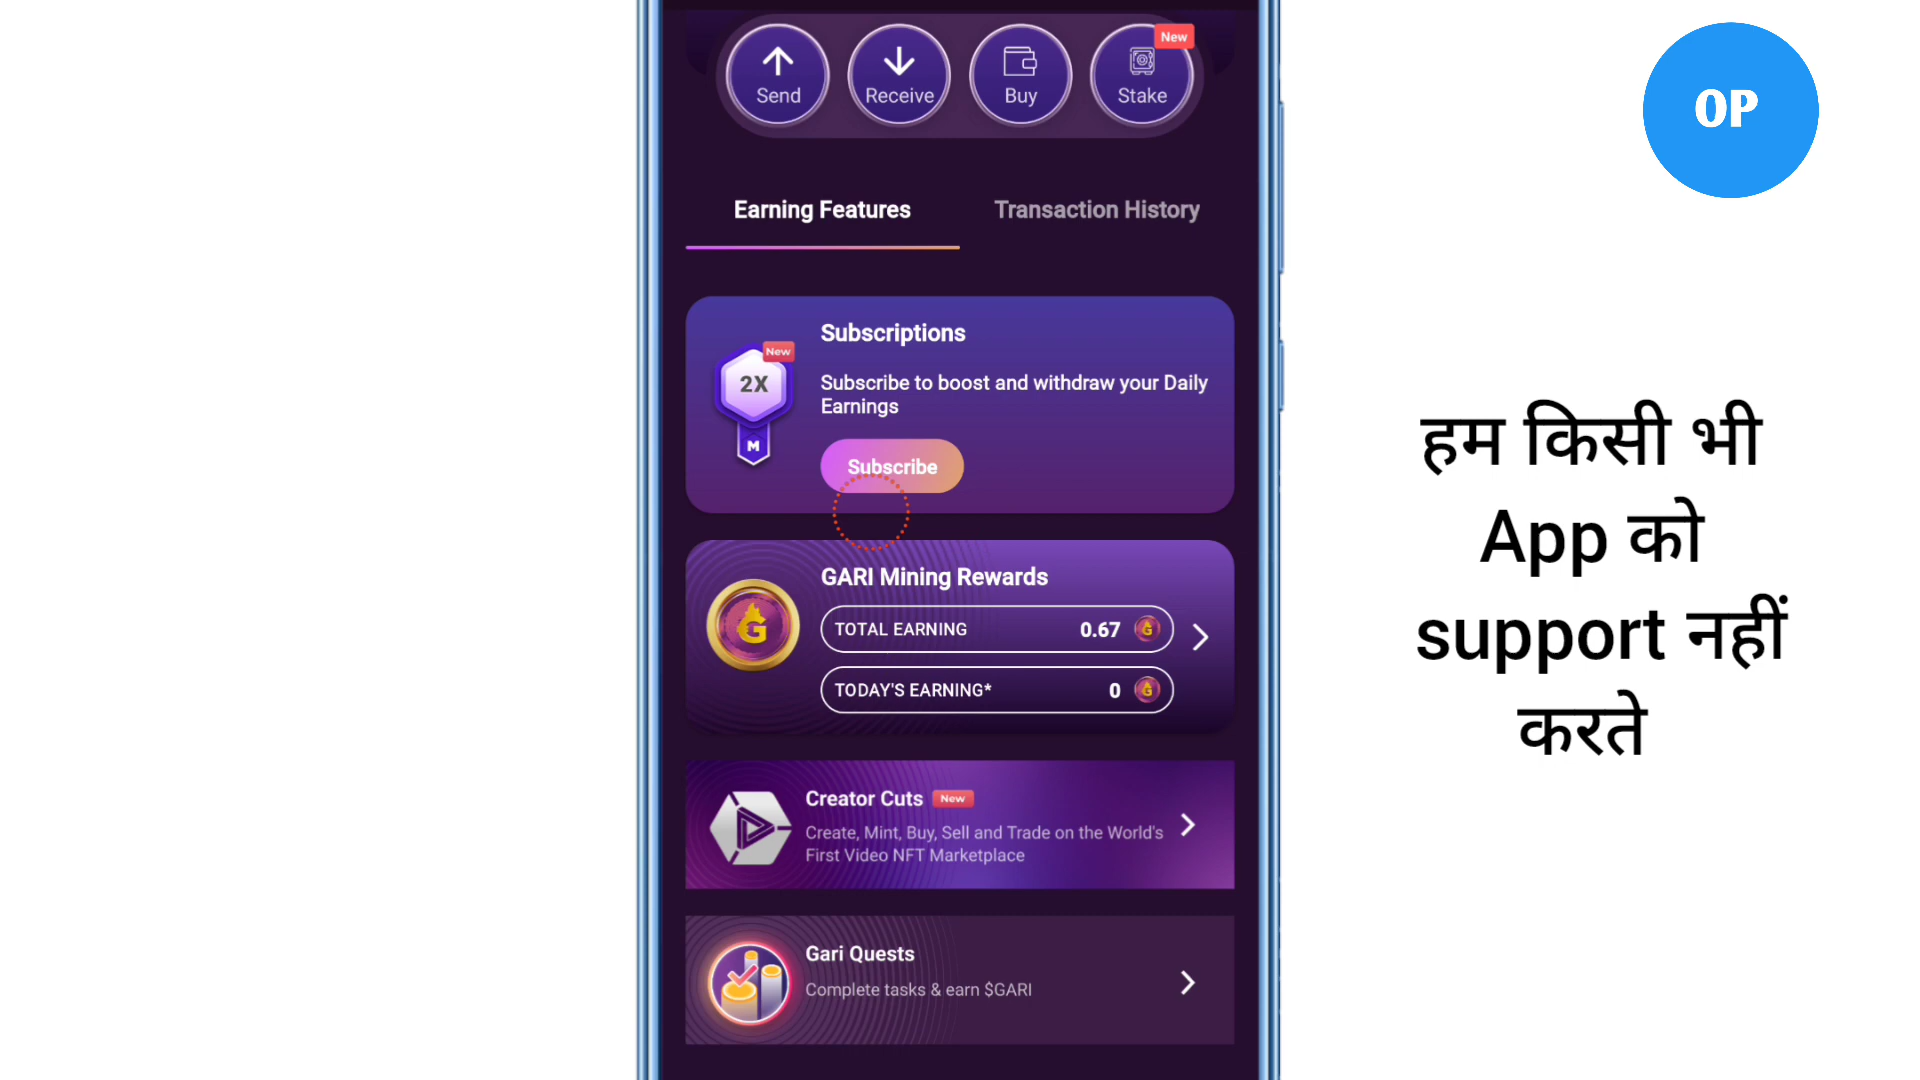 Send
Receive
Buy
New
Stake
OP
Earning Features
Transaction History
New
2X
M
Subscriptions
Subscribe to boost and withdraw your Daily
Earnings
Subscribe
GARI Mining Rewards
G
TOTAL EARNING 0.67 G
TODAY'S EARNING* 0 G
Creator Cuts New
Create, Mint, Buy, Sell and Trade on the World's
First Video NFT Marketplace
Gari Quests
Complete tasks & earn $GARI
हम किसी भी
App को
support नहीं
करते